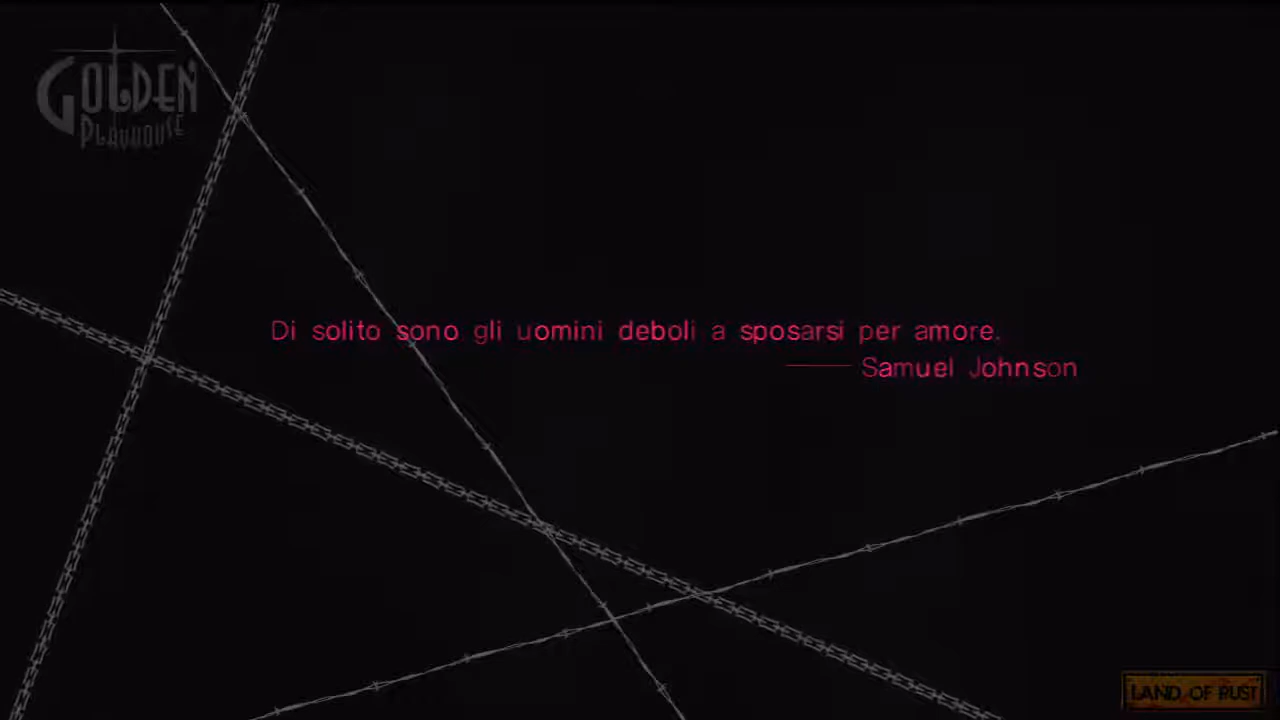 GOLDEN
PLAYHOUSE
Di solito sono gli uomini deboli a sposarsi per amore.
—— Samuel Johnson
LAND OF RUST